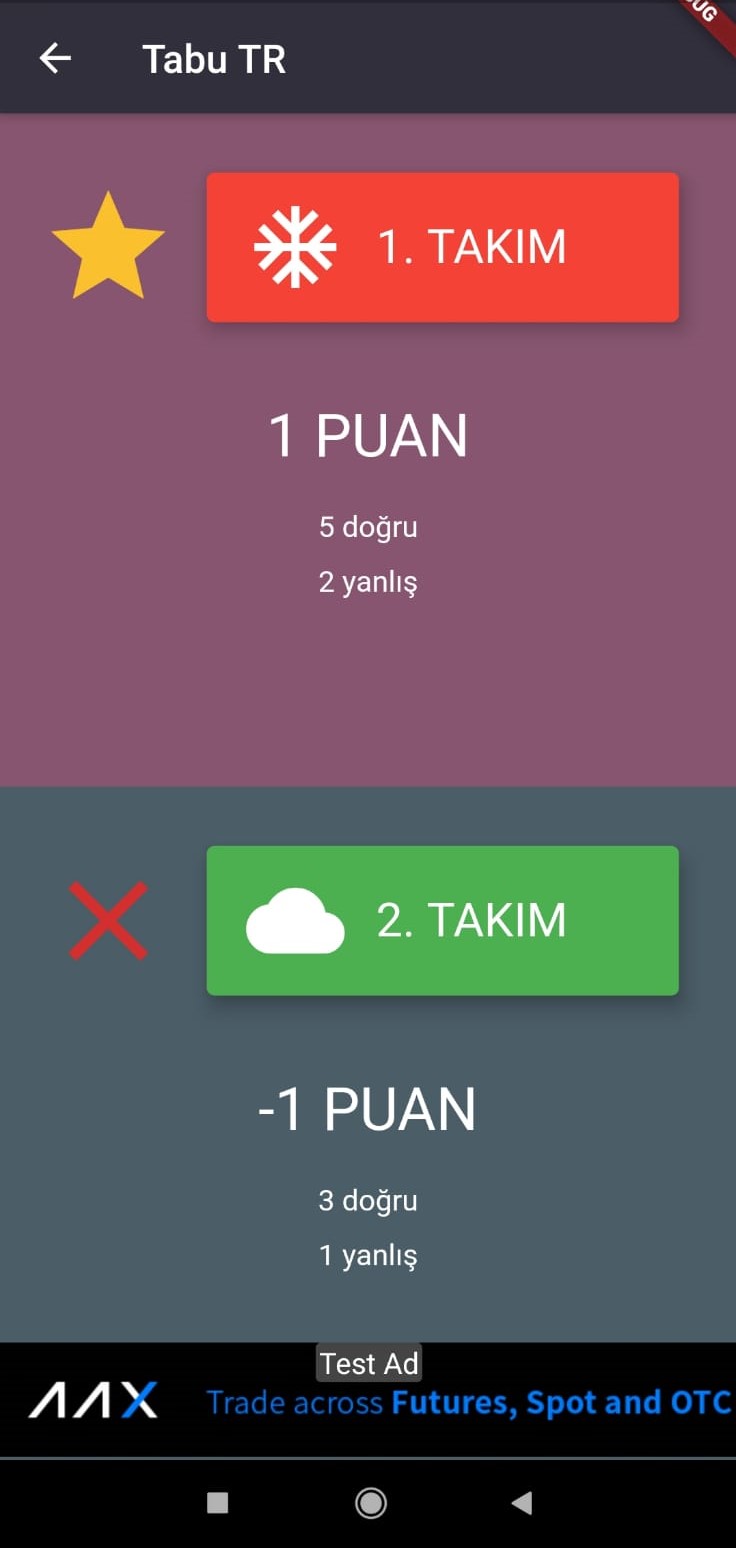 Tabu TR
1. TAKIM
1 PUAN
5 doğru
2 yanlış
2. TAKIM
-1 PUAN
3 doğru
1 yanlış
Test Ad
AAX Trade across Futures, Spot and OTC